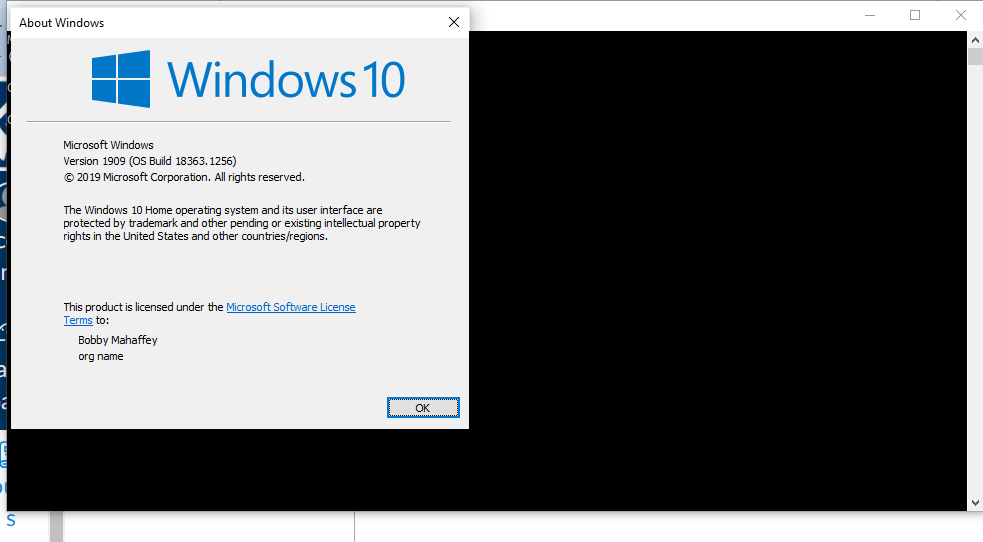 About Windows
Windows 10
Microsoft Windows
Version 1909 (OS Build 18363.1256)
© 2019 Microsoft Corporation. All rights reserved.
The Windows 10 Home operating system and its user interface are
protected by trademark and other pending or existing intellectual property
rights in the United States and other countries/regions.
This product is licensed under the Microsoft Software License
Terms to:
Bobby Mahaffey
org name
OK
s